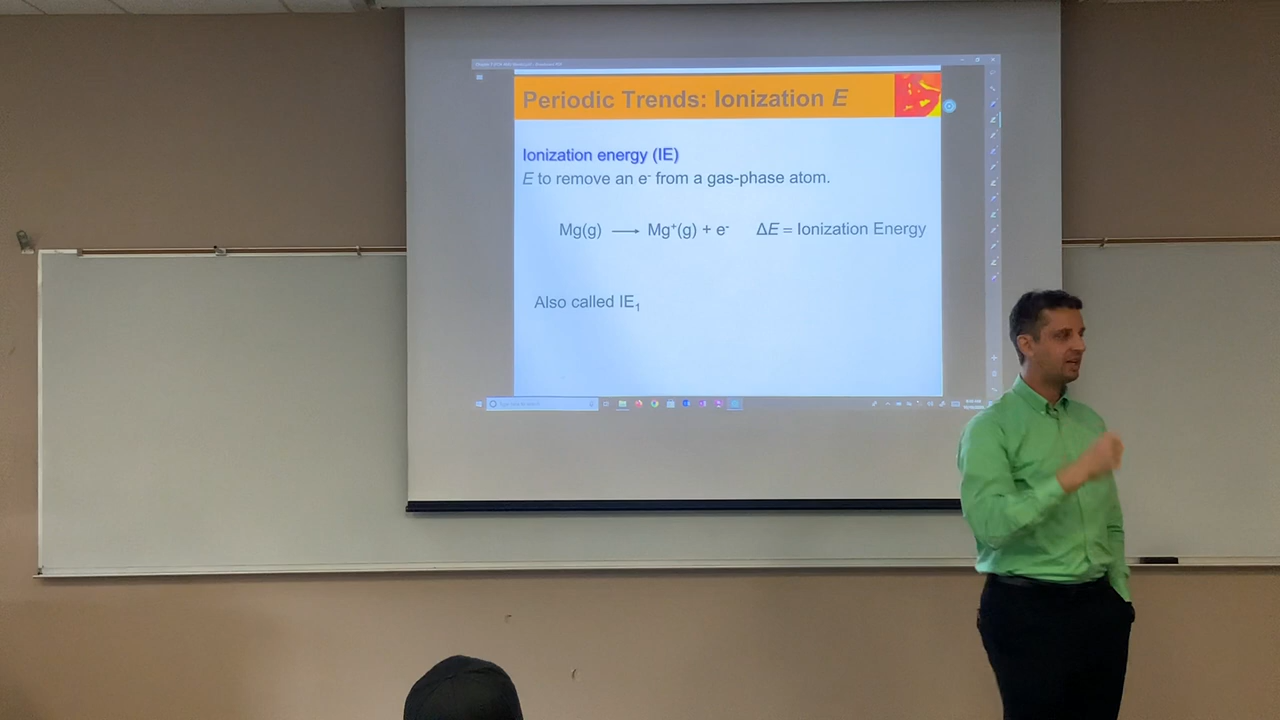 Periodic Trends: Ionization E
Ionization energy (IE)
E to remove an e⁻ from a gas-phase atom.
Mg(g) ⟶ Mg⁺(g) + e⁻ ΔE = Ionization Energy
Also called IE₁